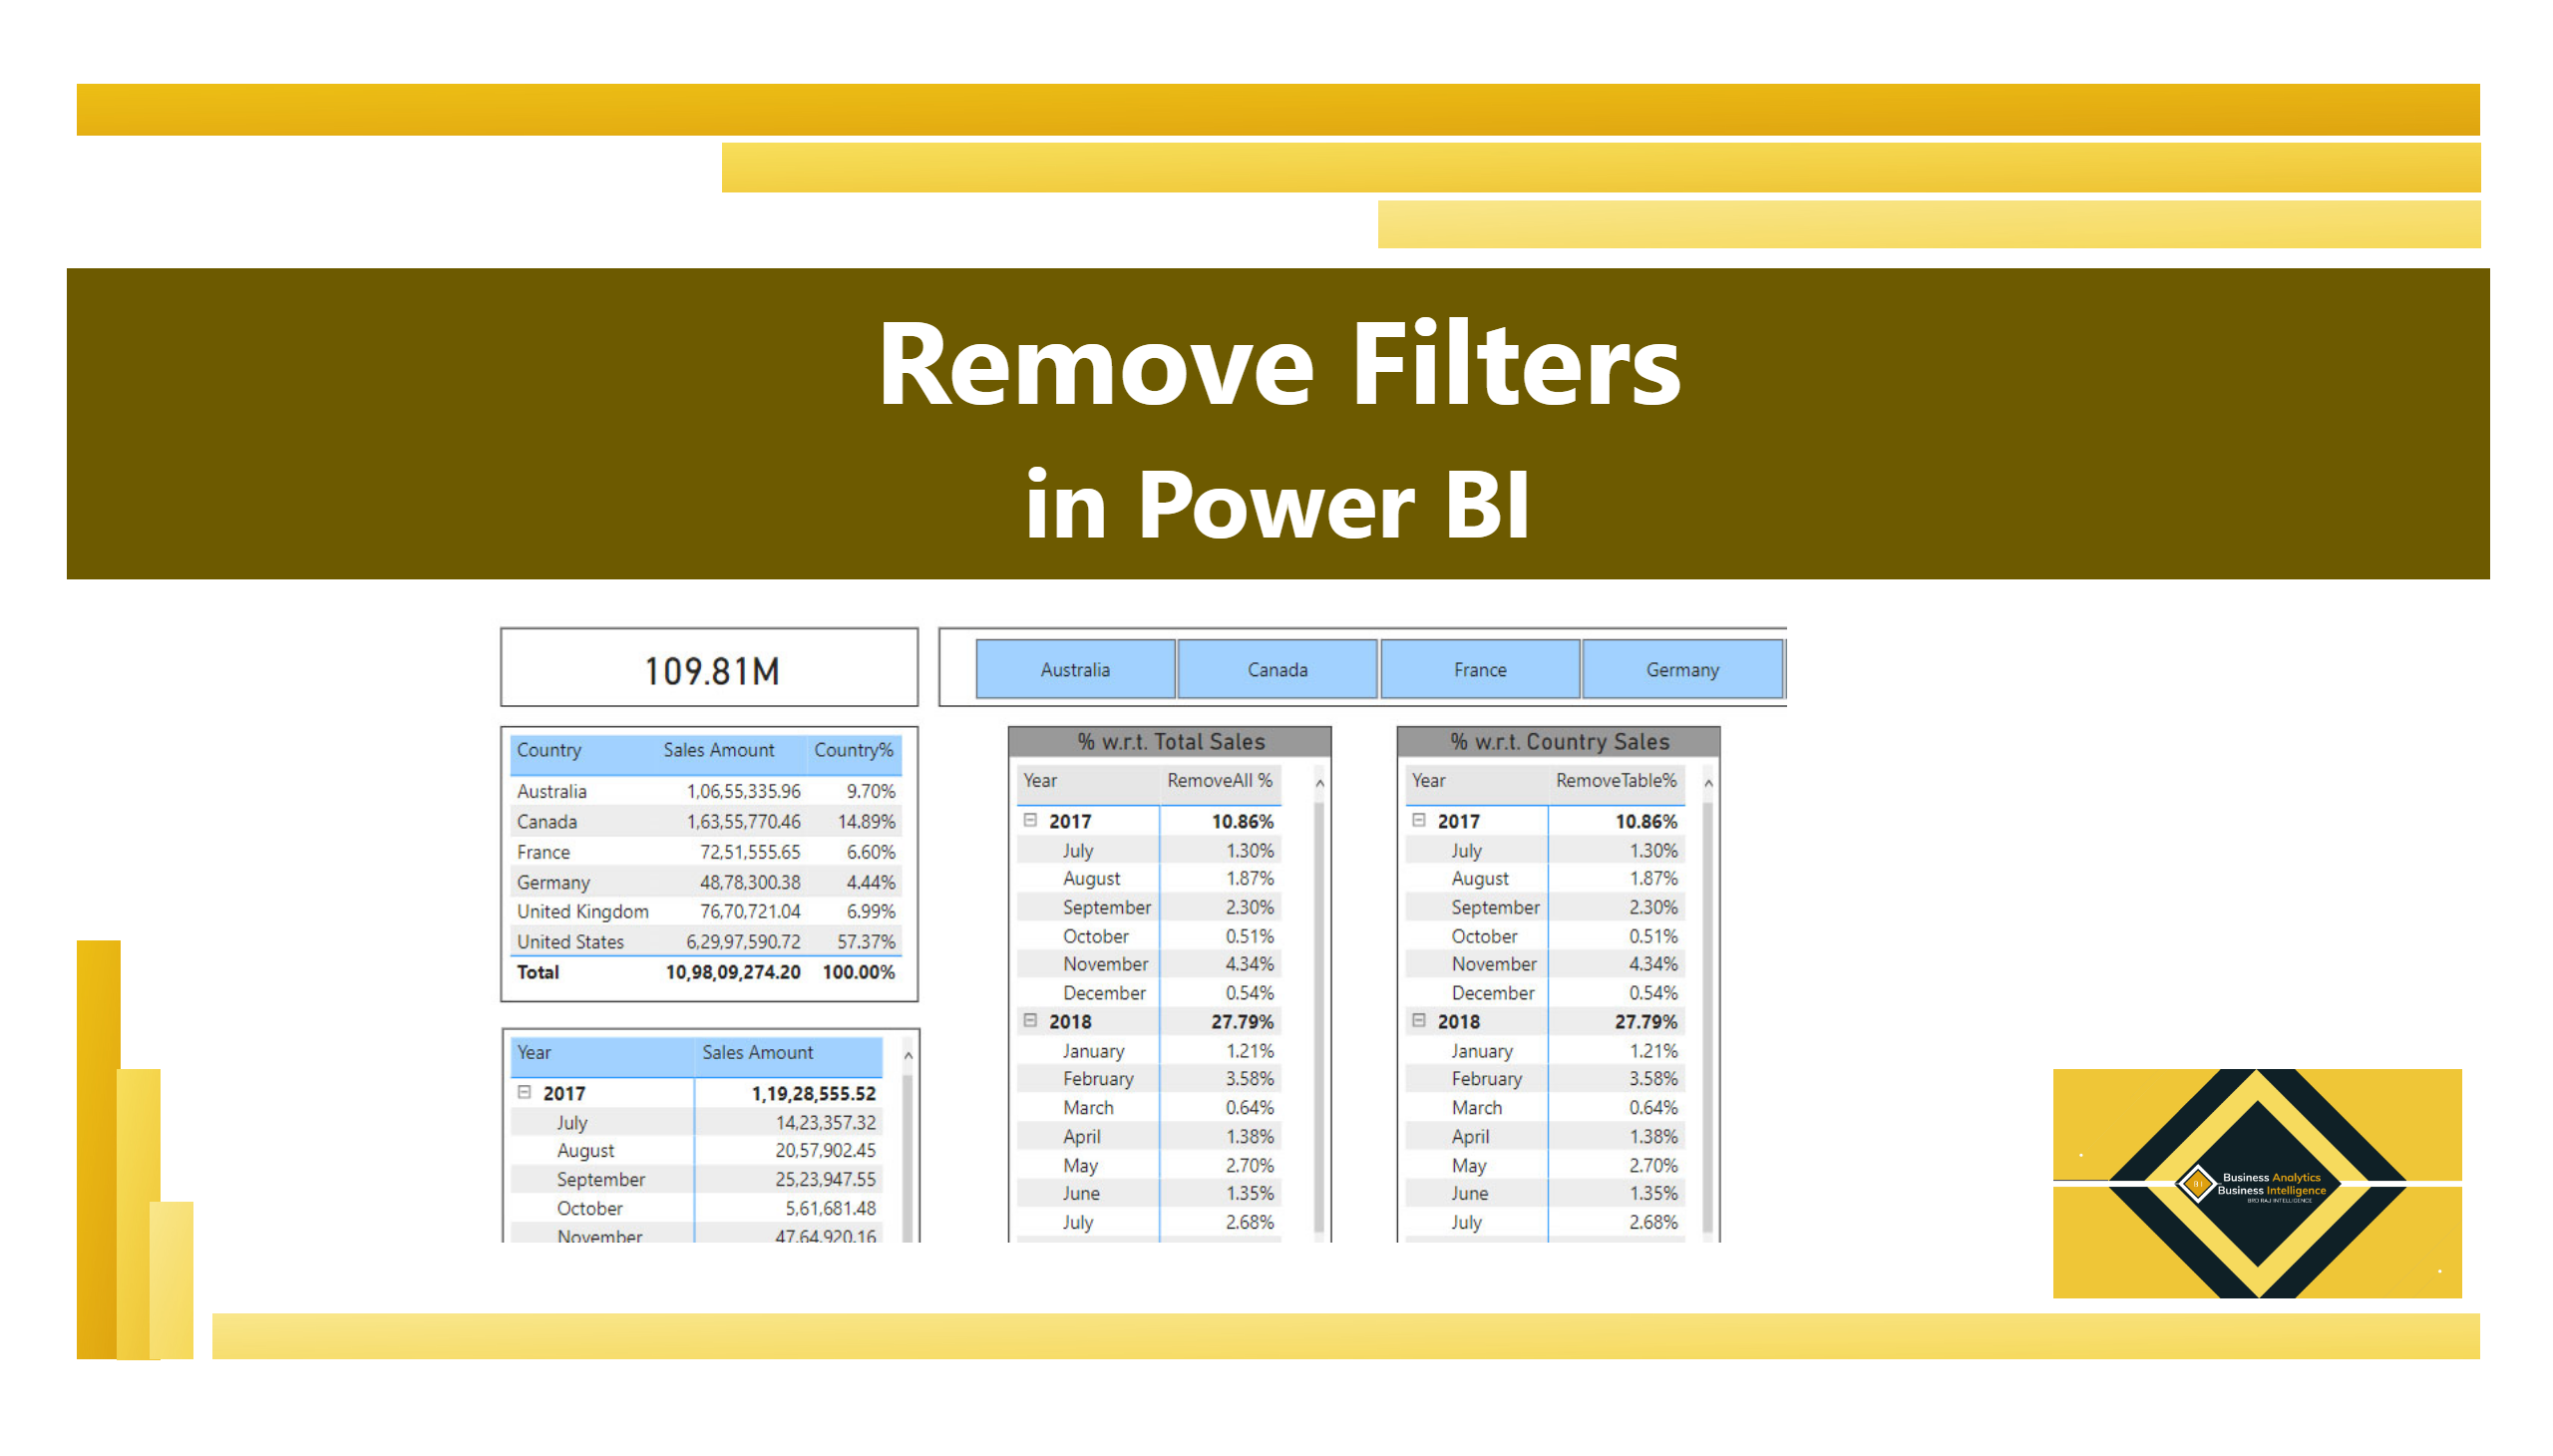 Remove Filters
in Power BI
109.81M
Australia Canada France Germany
Country Sales Amount Country%
Australia 1,06,55,335.96 9.70%
Canada 1,63,55,770.46 14.89%
France 72,51,555.65 6.60%
Germany 48,78,300.38 4.44%
United Kingdom 76,70,721.04 6.99%
United States 6,29,97,590.72 57.37%
Total 10,98,09,274.20 100.00%
Year Sales Amount
2017 1,19,28,555.52
July 14,23,357.32
August 20,57,902.45
September 25,23,947.55
October 5,61,681.48
November 47,64,920.16
% w.r.t. Total Sales
Year RemoveAll %
2017 10.86%
July 1.30%
August 1.87%
September 2.30%
October 0.51%
November 4.34%
December 0.54%
2018 27.79%
January 1.21%
February 3.58%
March 0.64%
April 1.38%
May 2.70%
June 1.35%
July 2.68%
% w.r.t. Country Sales
Year RemoveTable%
2017 10.86%
July 1.30%
August 1.87%
September 2.30%
October 0.51%
November 4.34%
December 0.54%
2018 27.79%
January 1.21%
February 3.58%
March 0.64%
April 1.38%
May 2.70%
June 1.35%
July 2.68%
Business Analytics
Business Intelligence